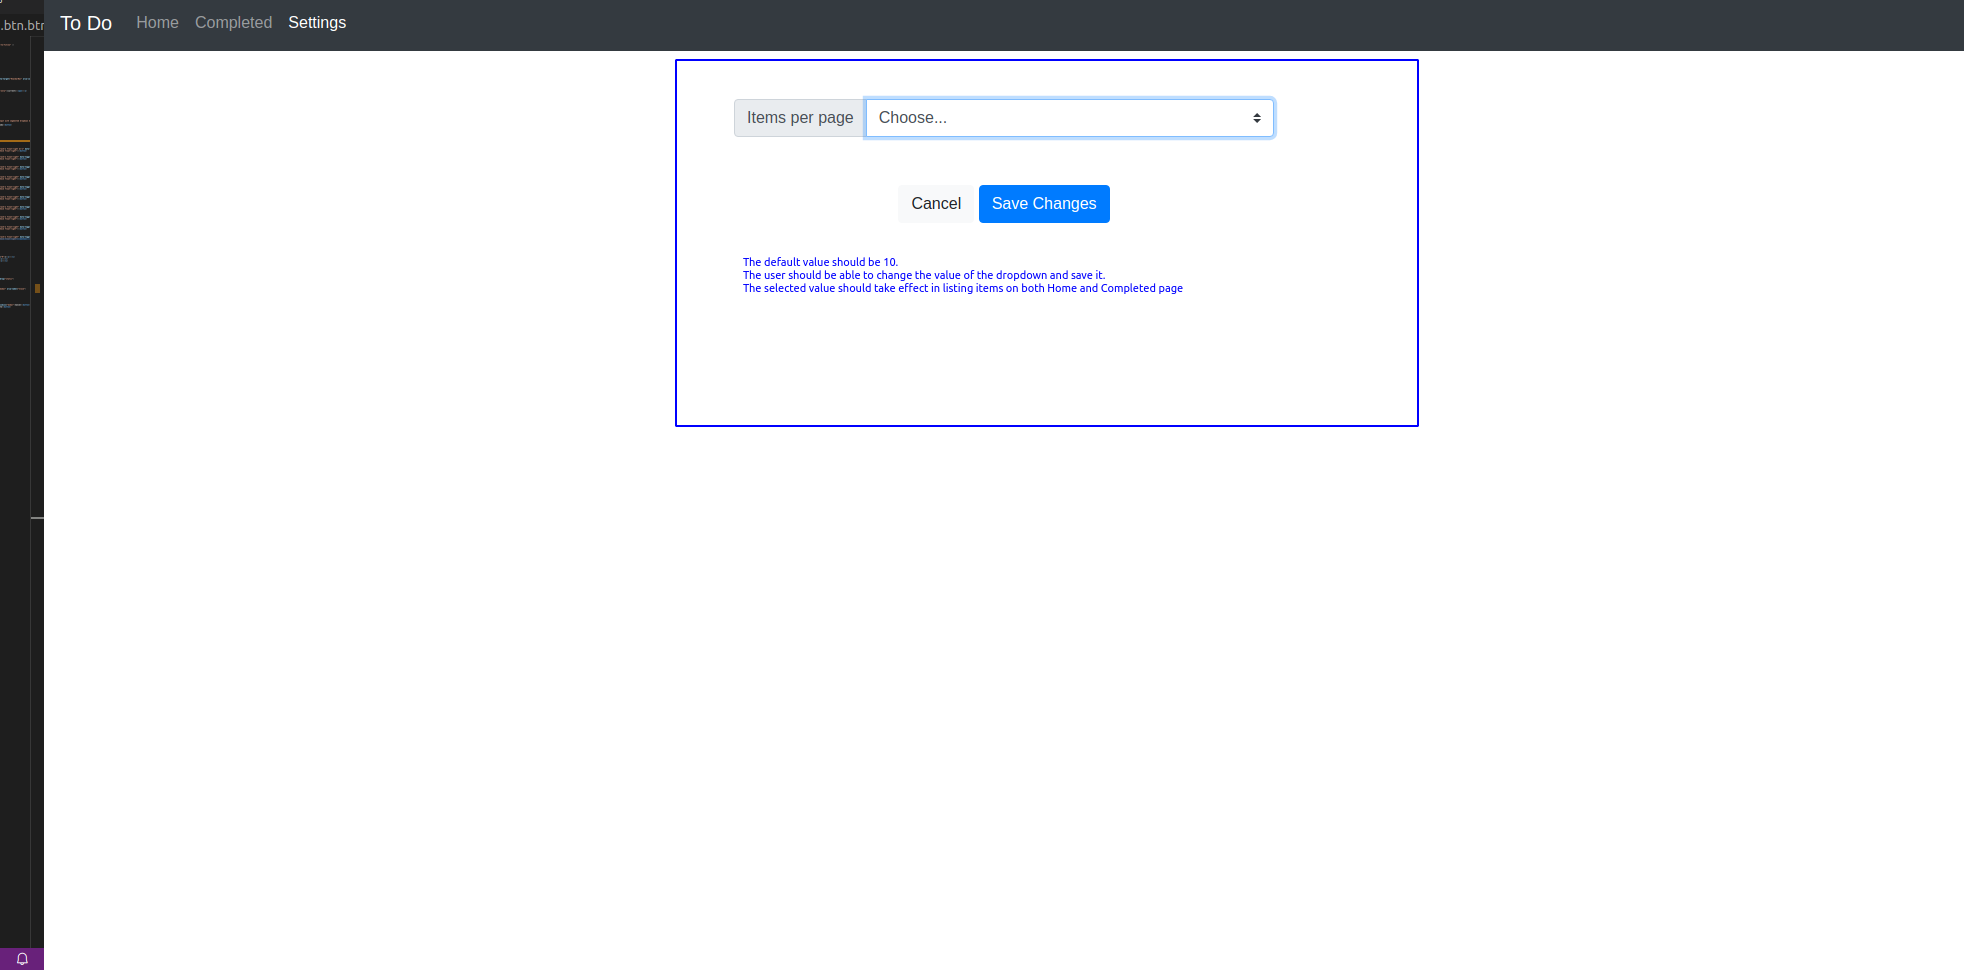 .btn.btn
To Do Home Completed Settings
Items per page Choose...
Cancel Save Changes
The default value should be 10.
The user should be able to change the value of the dropdown and save it.
The selected value should take effect in listing items on both Home and Completed page